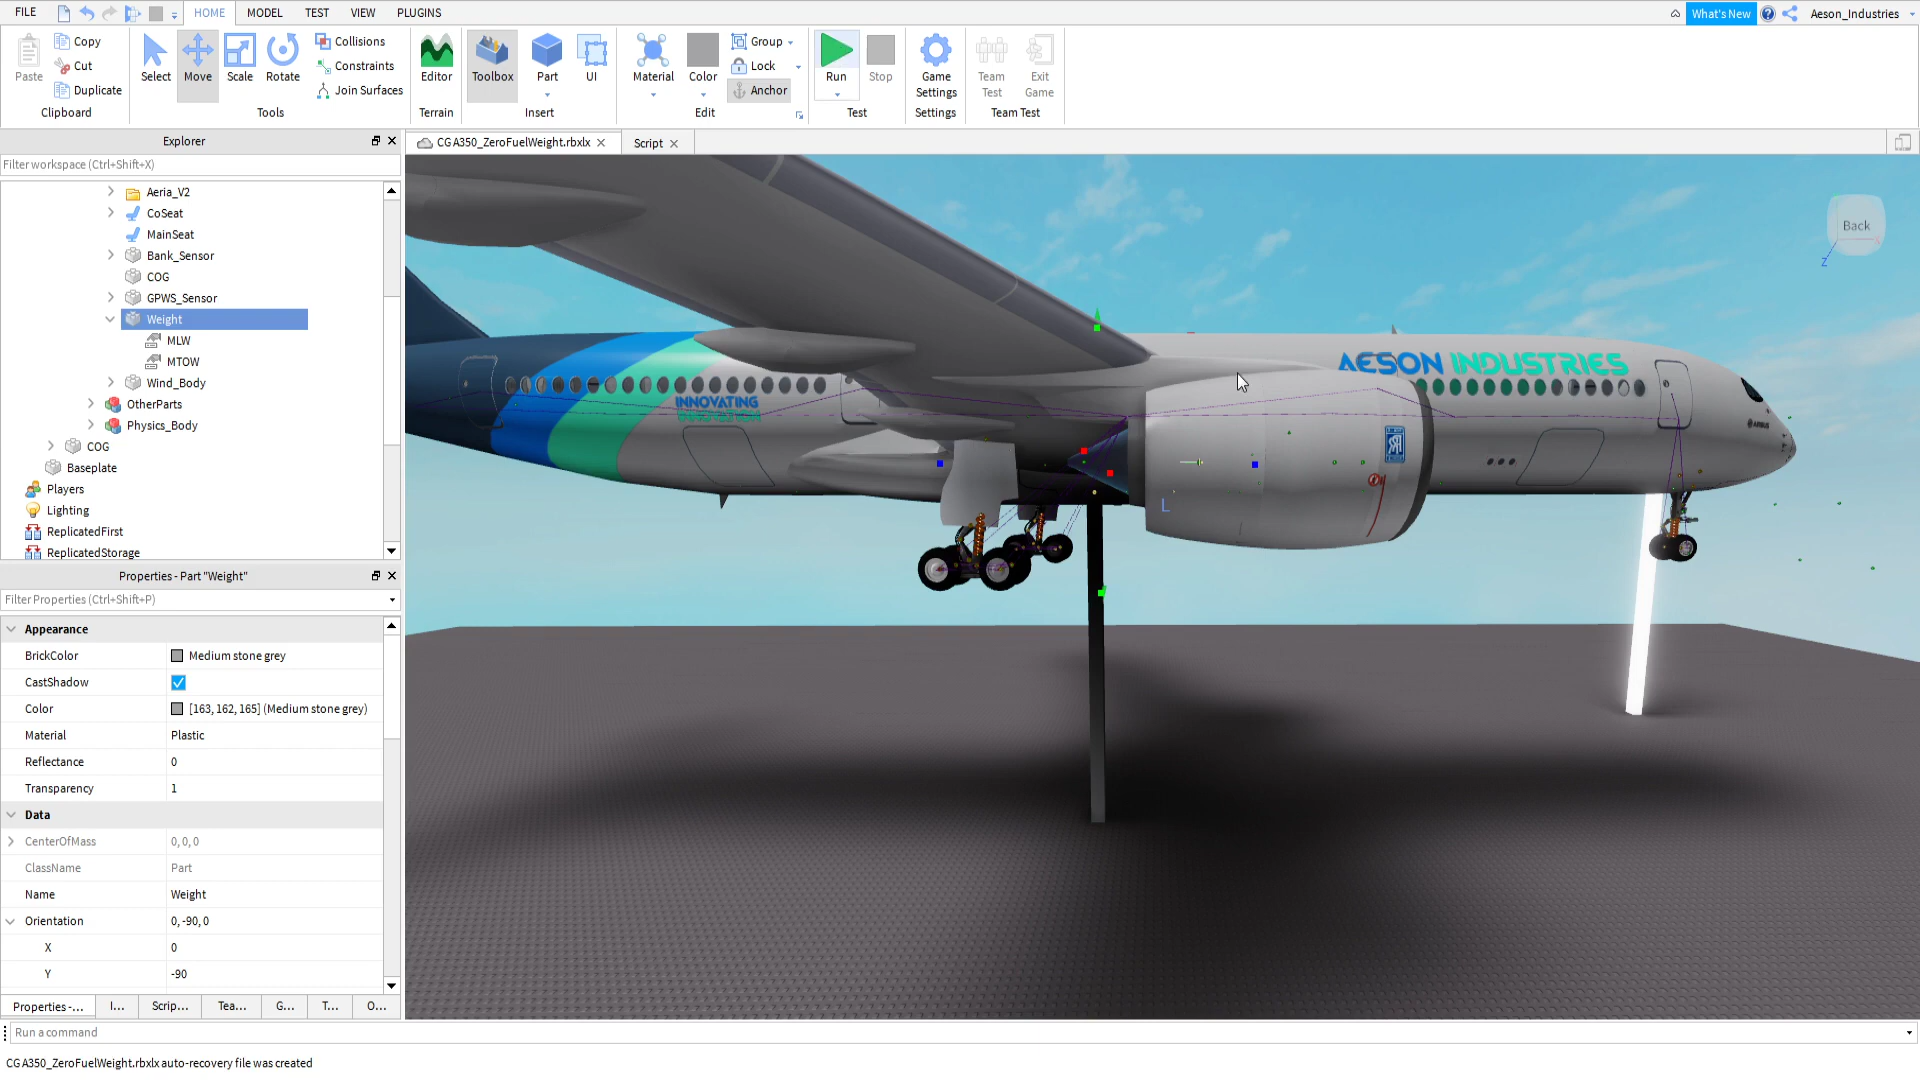 FILE
HOME
MODEL
TEST
VIEW
PLUGINS
What's New
Aeson_Industries
Paste
Copy
Cut
Duplicate
Clipboard
Select
Move
Scale
Rotate
Collisions
Constraints
Join Surfaces
Tools
Editor
Terrain
Toolbox
Part
UI
Insert
Material
Color
Group
Lock
Anchor
Edit
Run
Stop
Test
Game
Settings
Settings
Team
Test
Exit
Game
Team Test
Explorer
Filter workspace (Ctrl+Shift+X)
Aeria_V2
CoSeat
MainSeat
Bank_Sensor
COG
GPWS_Sensor
Weight
MLW
MTOW
Wind_Body
OtherParts
Physics_Body
COG
Baseplate
Players
Lighting
ReplicatedFirst
ReplicatedStorage
Properties - Part "Weight"
Filter Properties (Ctrl+Shift+P)
Appearance
BrickColor Medium stone grey
CastShadow
Color [163, 162, 165] (Medium stone grey)
Material Plastic
Reflectance 0
Transparency 1
Data
CenterOfMass 0, 0, 0
ClassName Part
Name Weight
Orientation 0, -90, 0
X 0
Y -90
Properties -...
I...
Scrip...
Tea...
G...
T...
O...
CG A350_ZeroFuelWeight.rbxlx
Script
Back
Z
AESON INDUSTRIES
INNOVATING
INNOVATION
AIRBUS
RR
L
Run a command
CG A350_ZeroFuelWeight.rbxlx auto-recovery file was created